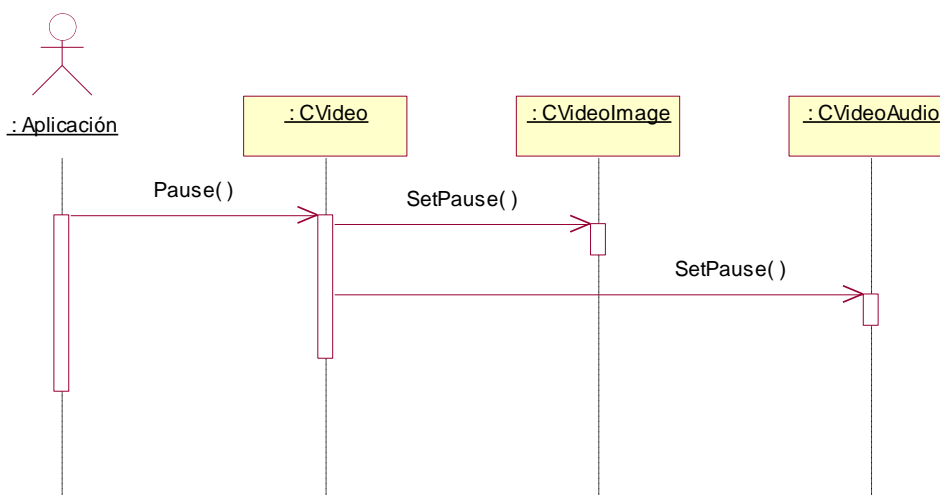 : Aplicación
: CVideo
: CVideoImage
: CVideoAudio
Pause( )
SetPause( )
SetPause( )